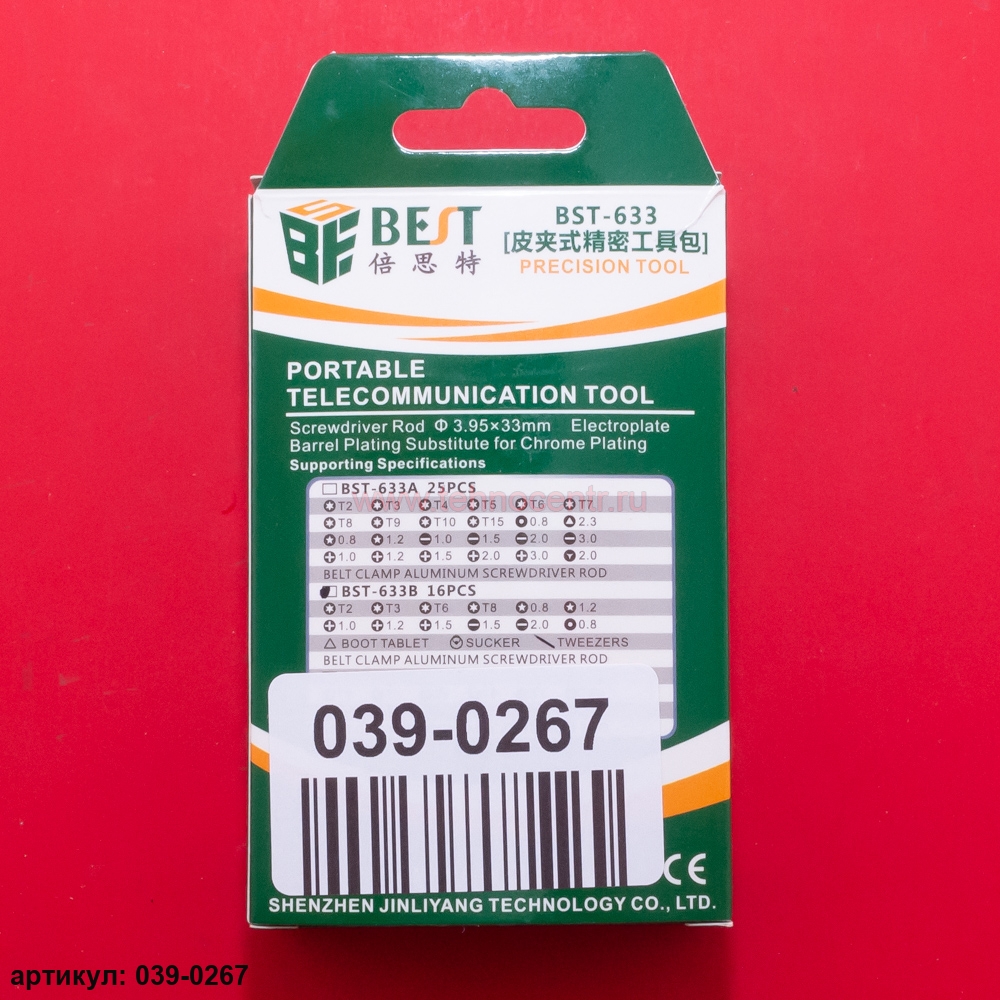 BEST
倍思特
BST-633
[皮夹式精密工具包]
PRECISION TOOL
PORTABLE
TELECOMMUNICATION TOOL
Screwdriver Rod Φ 3.95×33mm Electroplate
Barrel Plating Substitute for Chrome Plating
Supporting Specifications
BST-633A 25PCS
www.tehnocentr.ru
T2 T3 T4 T5 T6 T7
T8 T9 T10 T15 0.8 2.3
0.8 1.2 1.0 1.5 2.0 3.0
1.0 1.2 1.5 2.0 3.0 2.0
BELT CLAMP ALUMINUM SCREWDRIVER ROD
BST-633B 16PCS
T2 T3 T6 T8 0.8 1.2
1.0 1.2 1.5 1.5 2.0 0.8
BOOT TABLET SUCKER TWEEZERS
BELT CLAMP ALUMINUM SCREWDRIVER ROD
039-0267
CE
SHENZHEN JINLIYANG TECHNOLOGY CO., LTD.
артикул: 039-0267